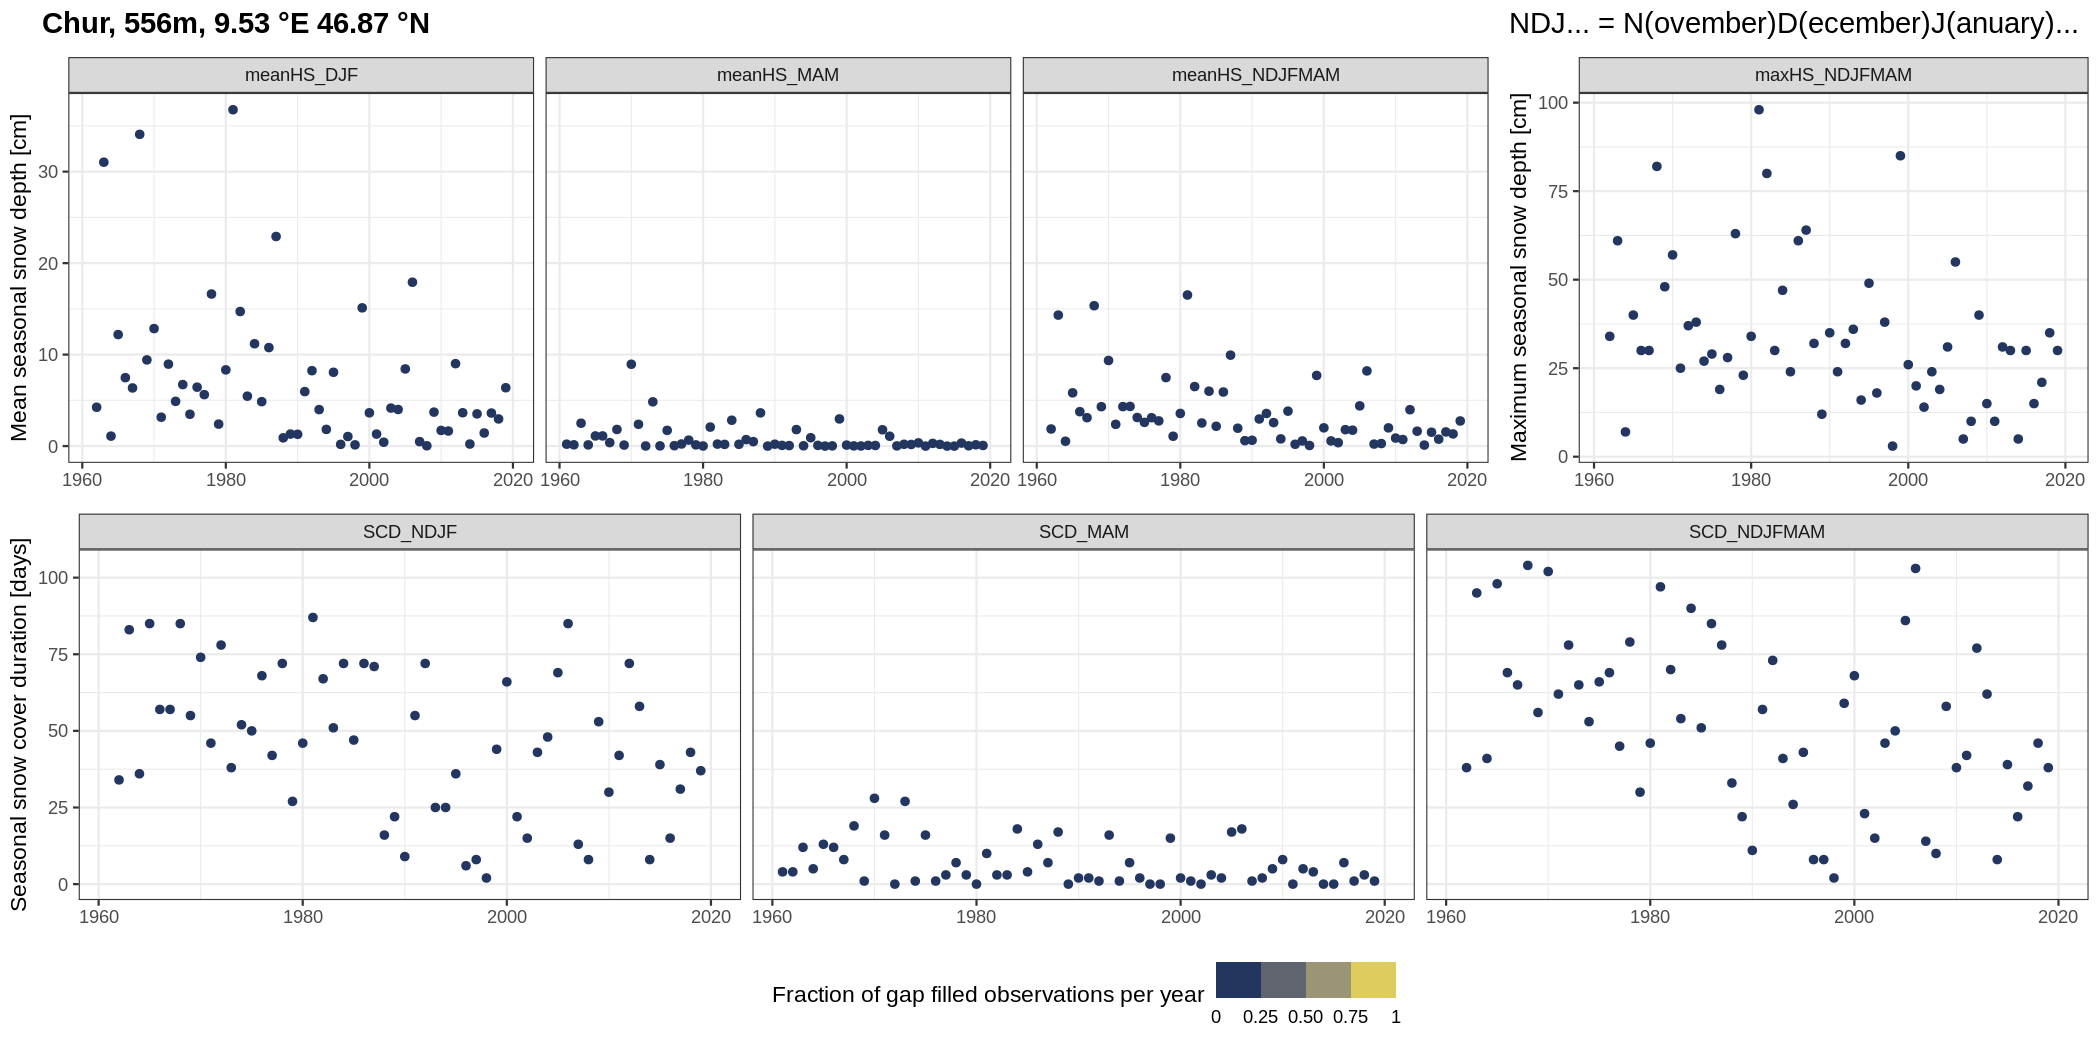 Chur, 556m, 9.53 °E 46.87 °N
NDJ... = N(ovember)D(ecember)J(anuary)...
meanHS_DJF
meanHS_MAM
meanHS_NDJFMAM
maxHS_NDJFMAM
Mean seasonal snow depth [cm]
30
20
10
0
1960 1980 2000 2020
1960 1980 2000 2020
1960 1980 2000 2020
Maximum seasonal snow depth [cm]
100
75
50
25
0
1960 1980 2000 2020
SCD_NDJF
SCD_MAM
SCD_NDJFMAM
Seasonal snow cover duration [days]
100
75
50
25
0
1960 1980 2000 2020
1960 1980 2000 2020
1960 1980 2000 2020
Fraction of gap filled observations per year
0 0.25 0.50 0.75 1